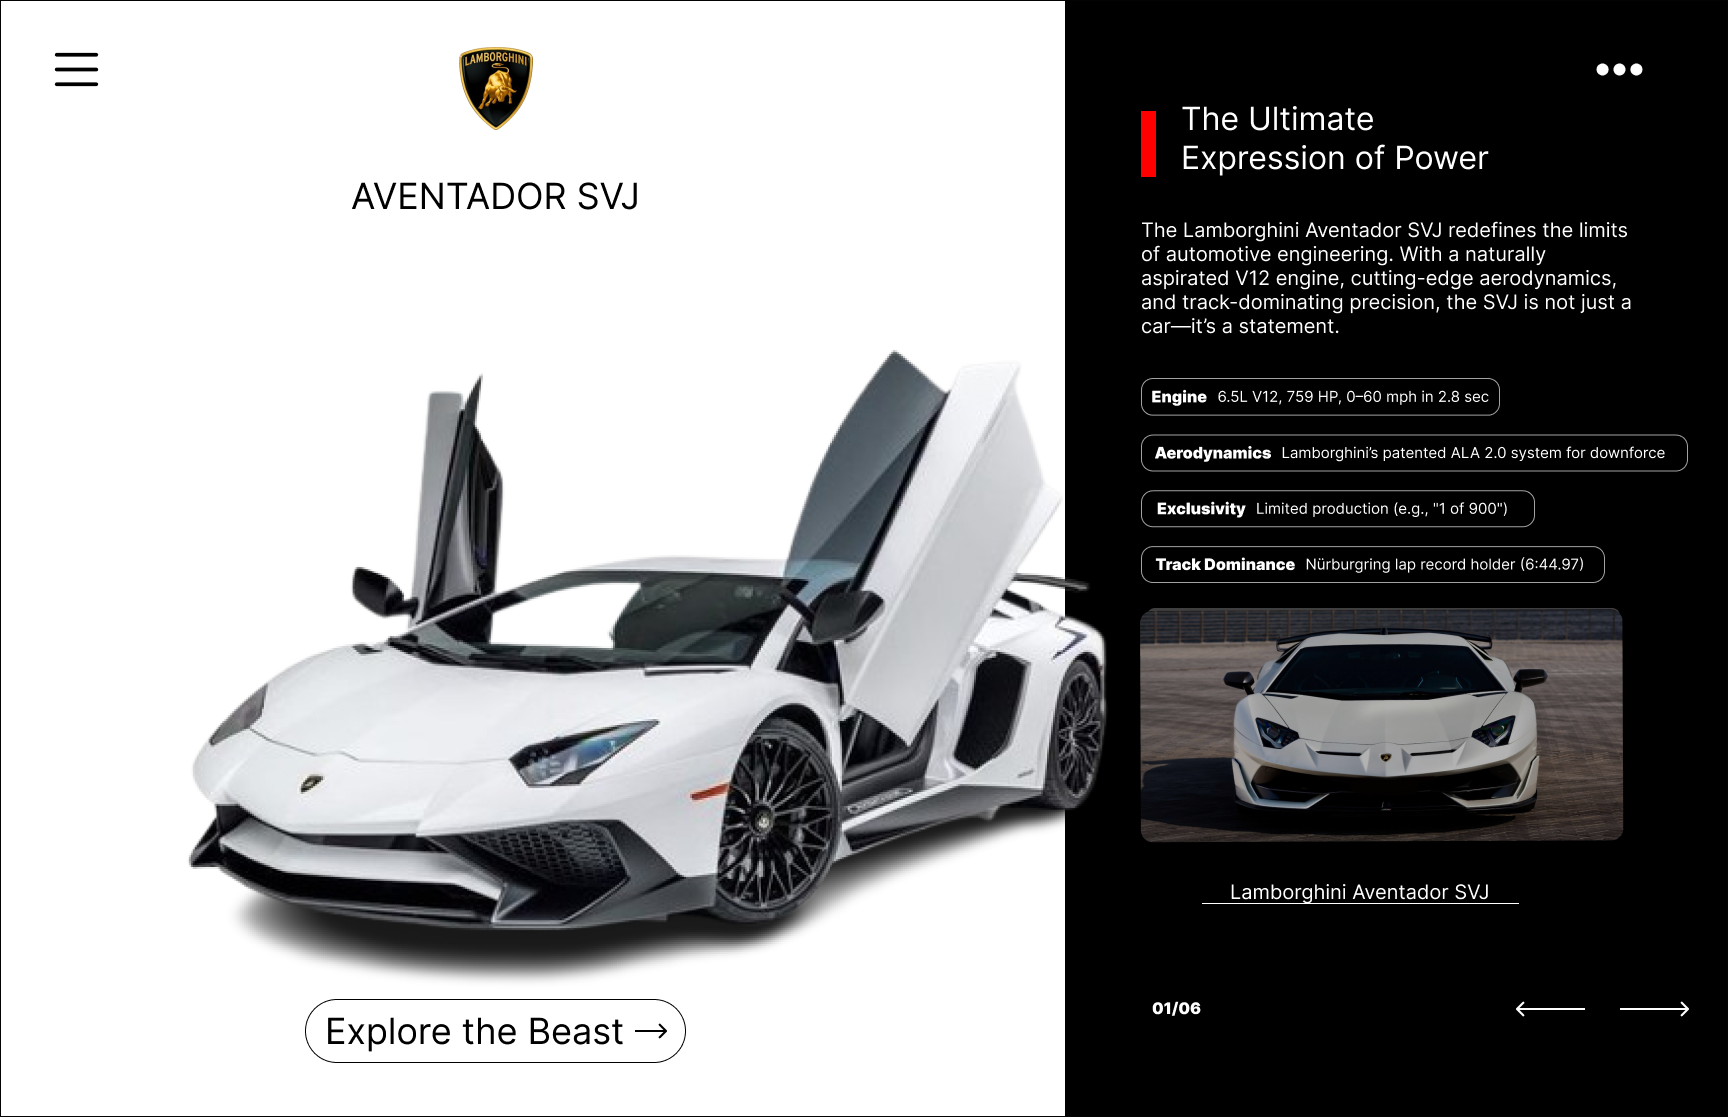 LAMBORGHINI
AVENTADOR SVJ
Explore the Beast
The Ultimate
Expression of Power
The Lamborghini Aventador SVJ redefines the limits
of automotive engineering. With a naturally
aspirated V12 engine, cutting-edge aerodynamics,
and track-dominating precision, the SVJ is not just a
car—it’s a statement.
Engine 6.5L V12, 759 HP, 0–60 mph in 2.8 sec
Aerodynamics Lamborghini’s patented ALA 2.0 system for downforce
Exclusivity Limited production (e.g., "1 of 900")
Track Dominance Nürburgring lap record holder (6:44.97)
Lamborghini Aventador SVJ
01/06